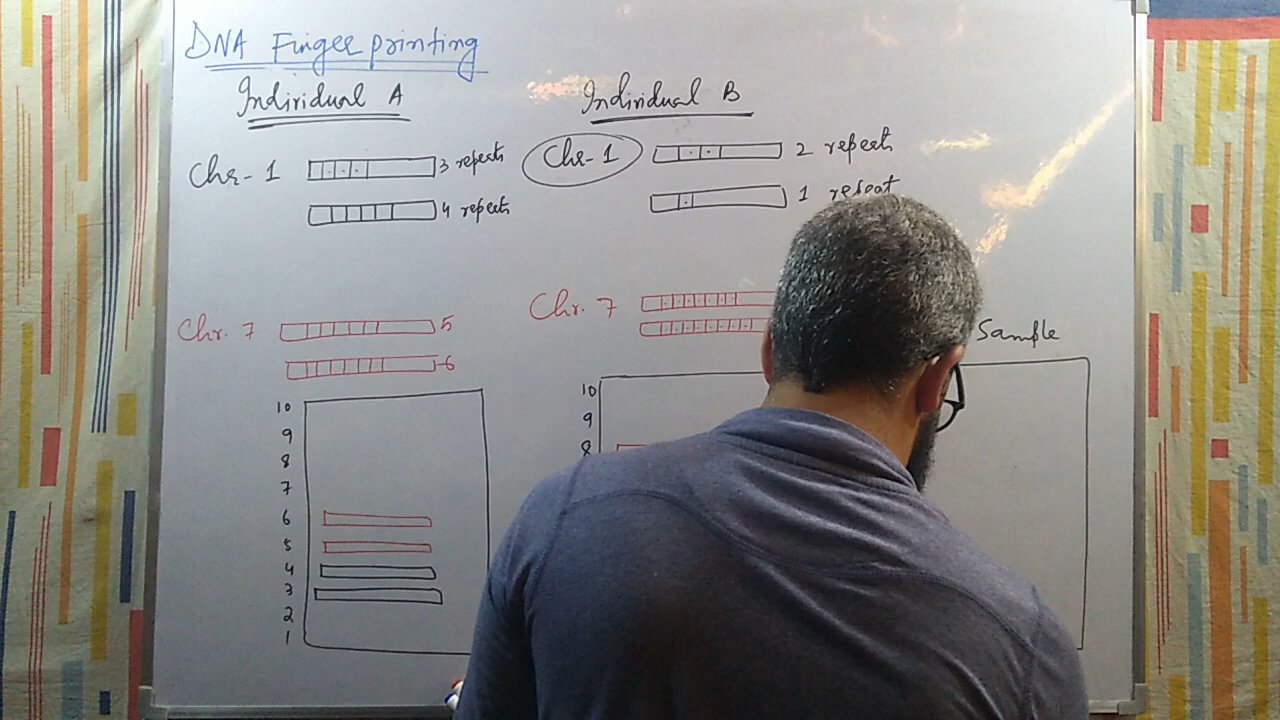 DNA Finger printing
Individual A
Individual B
Chr-1
3 repeats
4 repeats
Chr-1
2 repeats
1 repeat
Chr. 7
5
6
Chr. 7
Sample
10
9
8
7
6
5
4
3
2
1
10
9
8